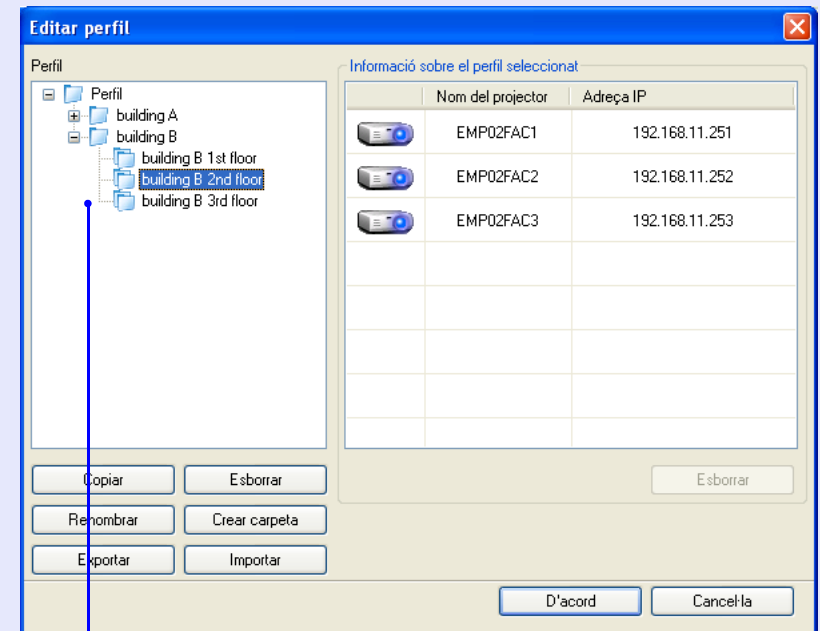 Editar perfil
Perfil
Perfil
building A
building B
building B 1st floor
building B 2nd floor
building B 3rd floor
Copiar Esborrar
Renombrar Crear carpeta
Exportar Importar
Informació sobre el perfil seleccionat
Nom del projector Adreça IP
EMP02FAC1 192.168.11.251
EMP02FAC2 192.168.11.252
EMP02FAC3 192.168.11.253
Esborrar
D'acord Cancel·la